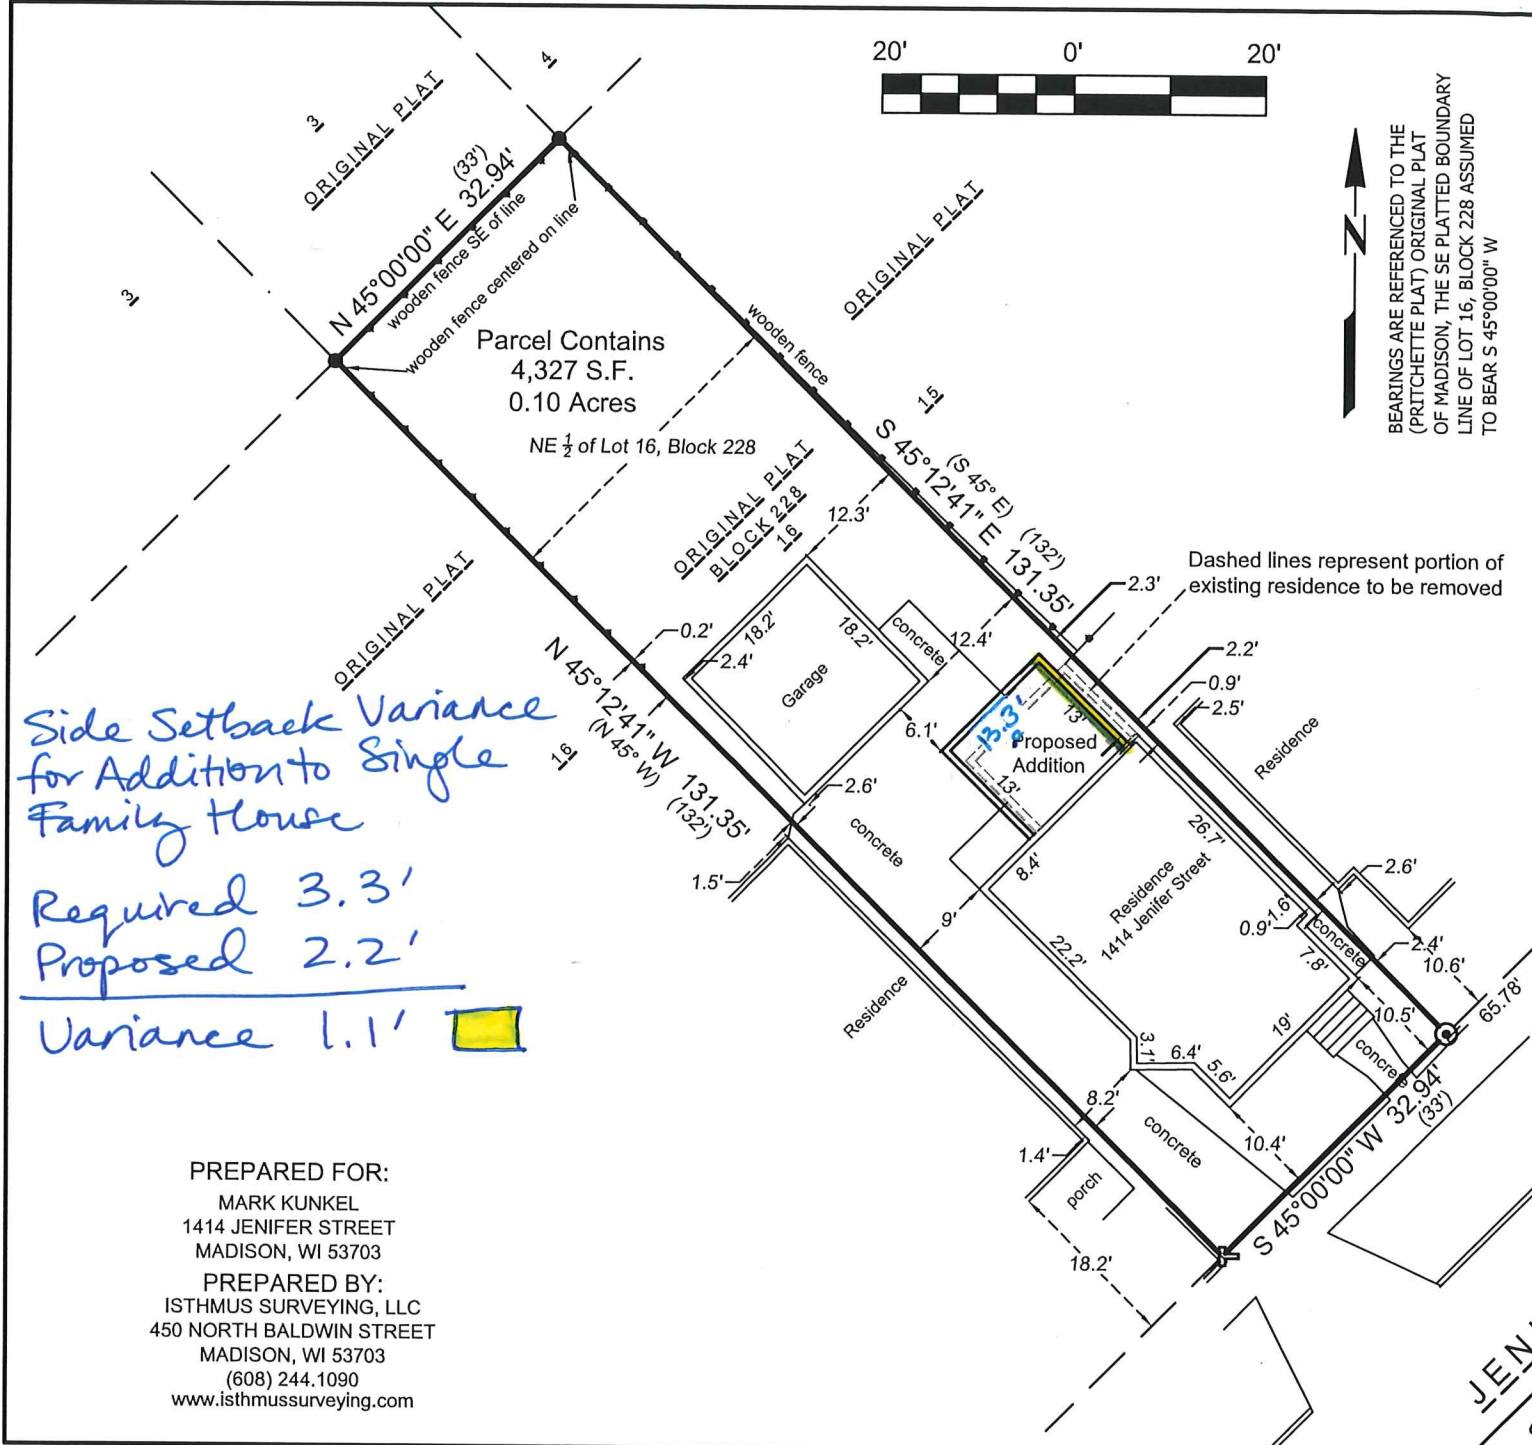 20' 0' 20'
BEARINGS ARE REFERENCED TO THE
(PRITCHETTE PLAT) ORIGINAL PLAT
OF MADISON, THE SE PLATTED BOUNDARY
LINE OF LOT 16, BLOCK 228 ASSUMED
TO BEAR S 45°00'00" W
N
4
3
ORIGINAL PLAT
3
(33')
N 45°00'00" E 32.94'
wooden fence SE of line
wooden fence centered on line
ORIGINAL PLAT
wooden fence
15
Parcel Contains
4,327 S.F.
0.10 Acres
NE ½ of Lot 16, Block 228
ORIGINAL PLAT
BLOCK 228
16
(S 45° E) (132')
S 45°12'41" E 131.35'
ORIGINAL PLAT
12.3'
Dashed lines represent portion of
existing residence to be removed
2.3'
2.2'
0.9'
2.5'
Residence
0.2'
2.4'
18.2'
18.2'
Garage
concrete
12.4'
N 45°12'41" W 131.35'
(N 45° W) (132')
16
6.1'
13.3'
13'
Proposed
Addition
13'
2.6'
1.5'
concrete
8.4'
9'
26.7'
Residence
1414 Jenifer Street
22.2'
2.6'
1.6'
0.9'
concrete
7.8'
2.4'
10.6'
65.78'
10.5'
19'
concrete
3.1'
6.4'
5.6'
8.2'
10.4'
concrete
Residence
1.4'
porch
18.2'
S 45°00'00" W 32.94'
(33')
JEN
Side Setback Variance
for Addition to Single
Family House
Required 3.3'
Proposed 2.2'
Variance 1.1'
PREPARED FOR:
MARK KUNKEL
1414 JENIFER STREET
MADISON, WI 53703
PREPARED BY:
ISTHMUS SURVEYING, LLC
450 NORTH BALDWIN STREET
MADISON, WI 53703
(608) 244.1090
www.isthmussurveying.com